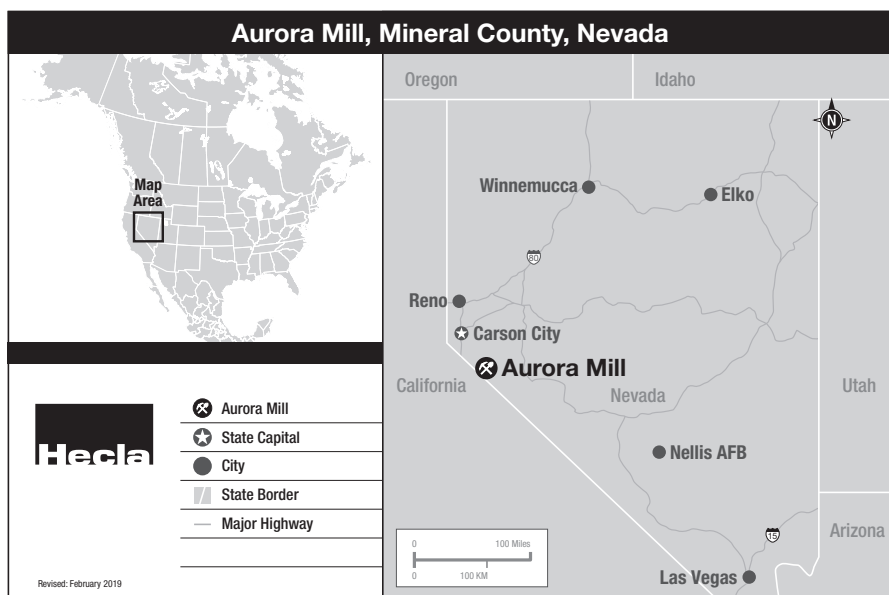 Aurora Mill, Mineral County, Nevada
Map
Area
Oregon
Idaho
N
Winnemucca
Elko
80
Reno
Carson City
Aurora Mill
California
Nevada
Utah
Nellis AFB
Arizona
15
Las Vegas
0 100 Miles
0 100 KM
Hecla
Aurora Mill
State Capital
City
State Border
Major Highway
Revised: February 2019